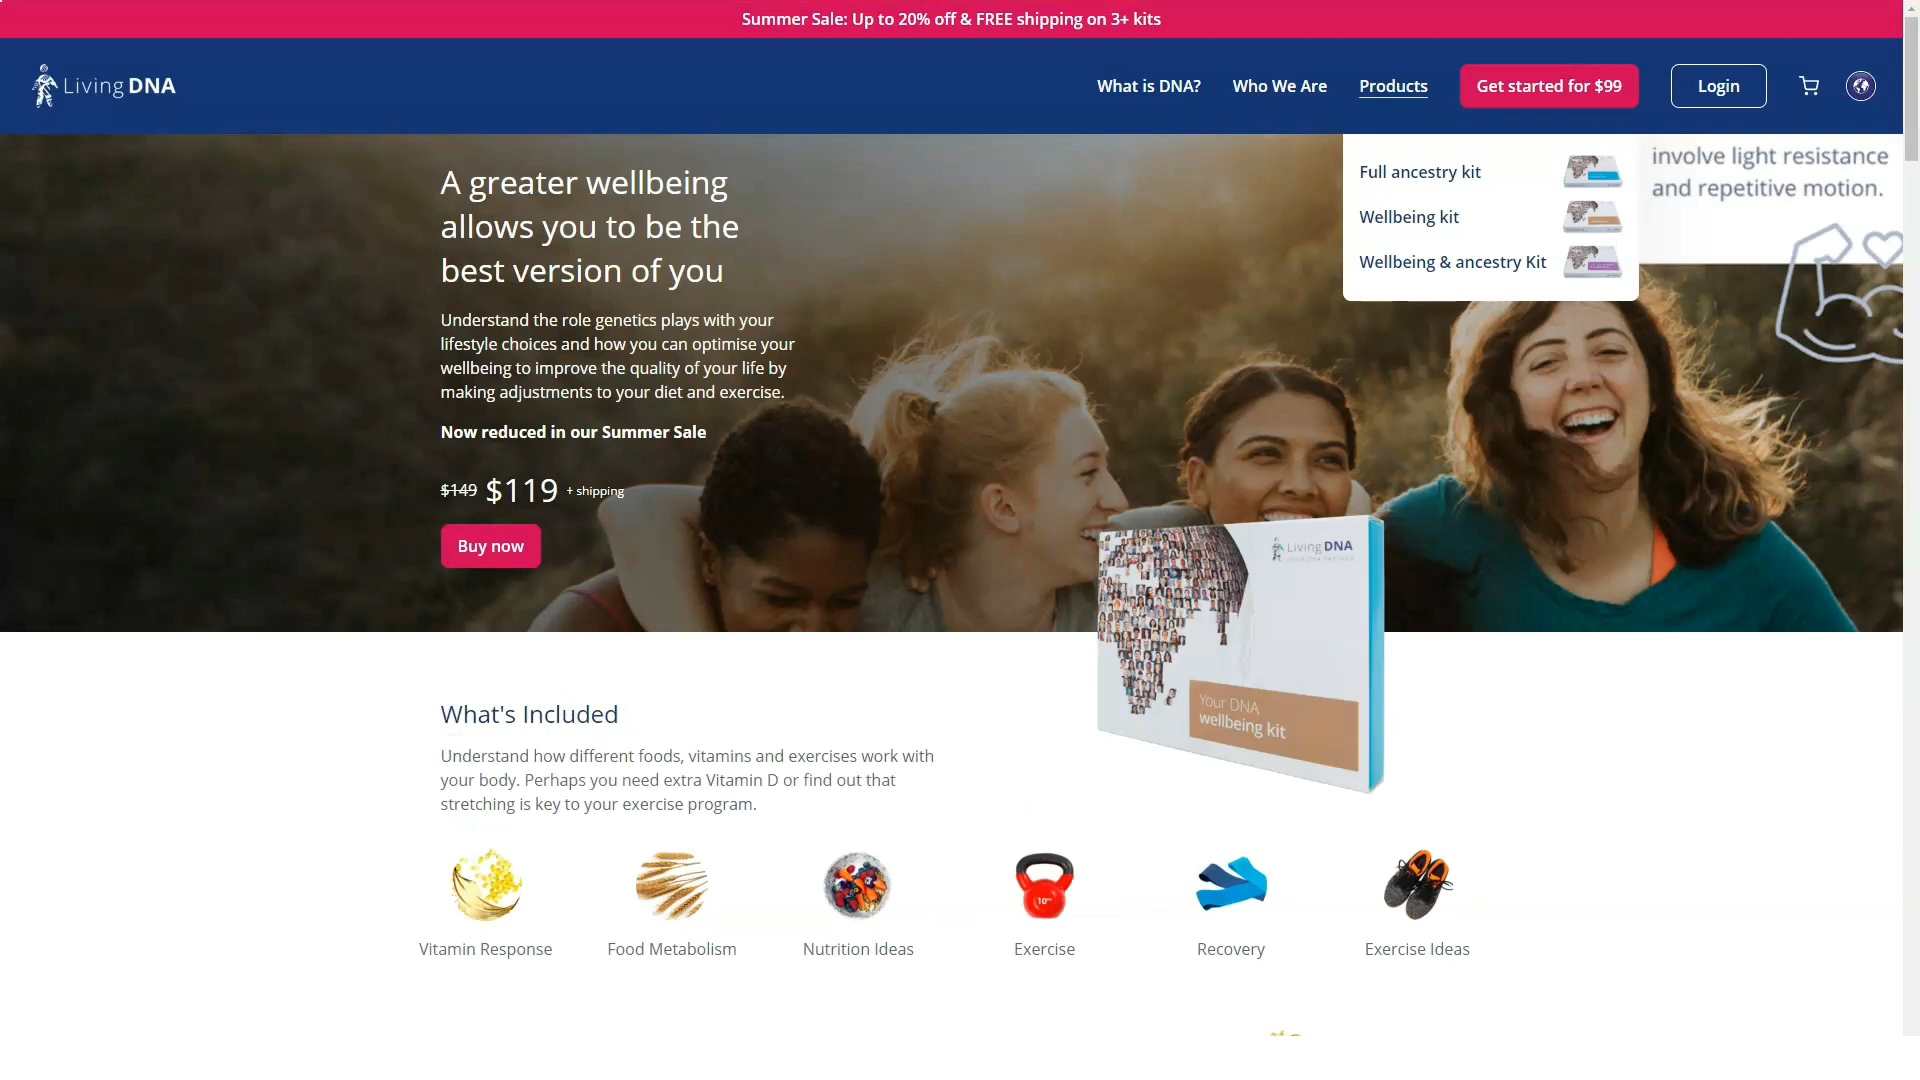 Summer Sale: Up to 20% off & FREE shipping on 3+ kits
Living DNA
What is DNA?
Who We Are
Products
Get started for $99
Login
Full ancestry kit
Wellbeing kit
Wellbeing & ancestry Kit
involve light resistance
and repetitive motion.
A greater wellbeing
allows you to be the
best version of you
Understand the role genetics plays with your
lifestyle choices and how you can optimise your
wellbeing to improve the quality of your life by
making adjustments to your diet and exercise.
Now reduced in our Summer Sale
$149 $119 + shipping
Buy now
Living DNA
Your DNA
wellbeing kit
What's Included
Understand how different foods, vitamins and exercises work with
your body. Perhaps you need extra Vitamin D or find out that
stretching is key to your exercise program.
10
Vitamin Response
Food Metabolism
Nutrition Ideas
Exercise
Recovery
Exercise Ideas